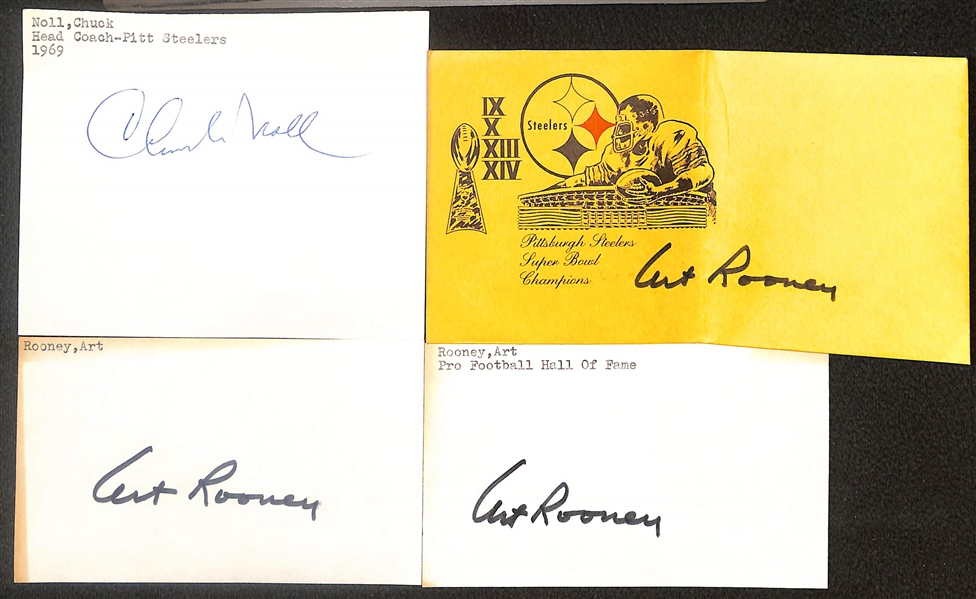 Noll,Chuck
Head Coach-Pitt Steelers
1969
Chuck Noll
IX
X
XIII
XIV
Steelers
Pittsburgh Steelers
Super Bowl
Champions
Art Rooney
Rooney,Art
Art Rooney
Rooney,Art
Pro Football Hall Of Fame
Art Rooney